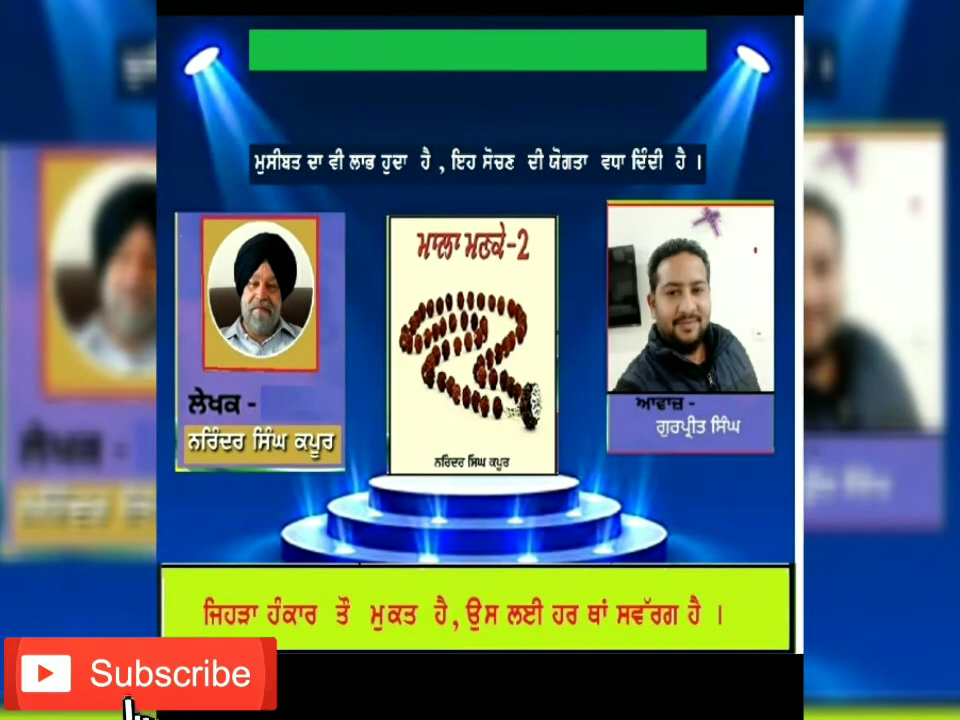 ਮੁਸੀਬਤ ਦਾ ਵੀ ਲਾਭ ਹੁਦਾ ਹੈ , ਇਹ ਸੋਚਣ ਦੀ ਯੋਗਤਾ ਵਧਾ ਦਿੰਦੀ ਹੈ ।
ਮਾਲਾ ਮਣਕੇ-2
ਲੇਖਕ -
ਨਰਿੰਦਰ ਸਿੰਘ ਕਪੂਰ
ਨਰਿੰਦਰ ਸਿੰਘ ਕਪੂਰ
ਆਵਾਜ਼ -
ਗੁਰਪ੍ਰੀਤ ਸਿੰਘ
ਜਿਹੜਾ ਹੰਕਾਰ ਤੌ ਮੁਕਤ ਹੈ, ਉਸ ਲਈ ਹਰ ਥਾਂ ਸਵੱਰਗ ਹੈ ।
Subscribe